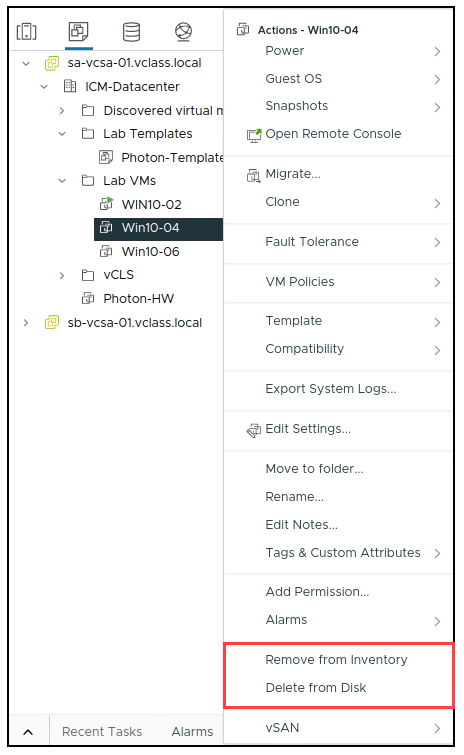 sa-vcsa-01.vclass.local
ICM-Datacenter
Discovered virtual m
Lab Templates
Photon-Template
Lab VMs
WIN10-02
Win10-04
Win10-06
vCLS
Photon-HW
sb-vcsa-01.vclass.local
Recent Tasks
Alarms
Actions - Win10-04
Power
Guest OS
Snapshots
Open Remote Console
Migrate...
Clone
Fault Tolerance
VM Policies
Template
Compatibility
Export System Logs...
Edit Settings...
Move to folder...
Rename...
Edit Notes...
Tags & Custom Attributes
Add Permission...
Alarms
Remove from Inventory
Delete from Disk
vSAN